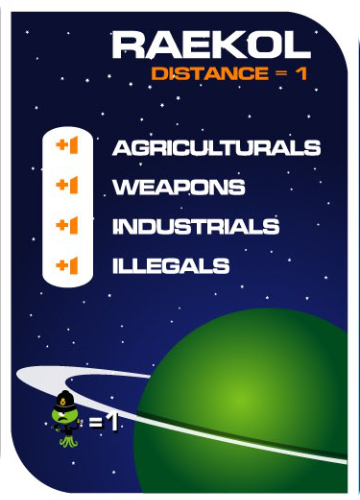 RAEKOL
DISTANCE = 1
+1 AGRICULTURALS
+1 WEAPONS
+1 INDUSTRIALS
+1 ILLEGALS
=1